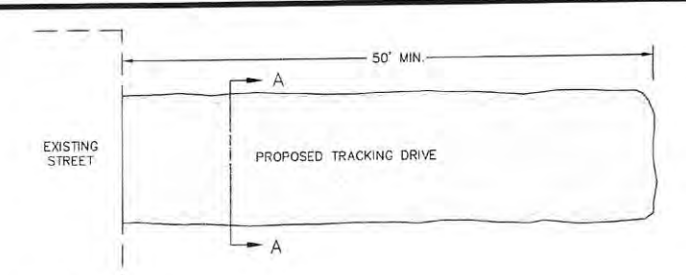 50' MIN.
A
EXISTING
STREET
PROPOSED TRACKING DRIVE
A